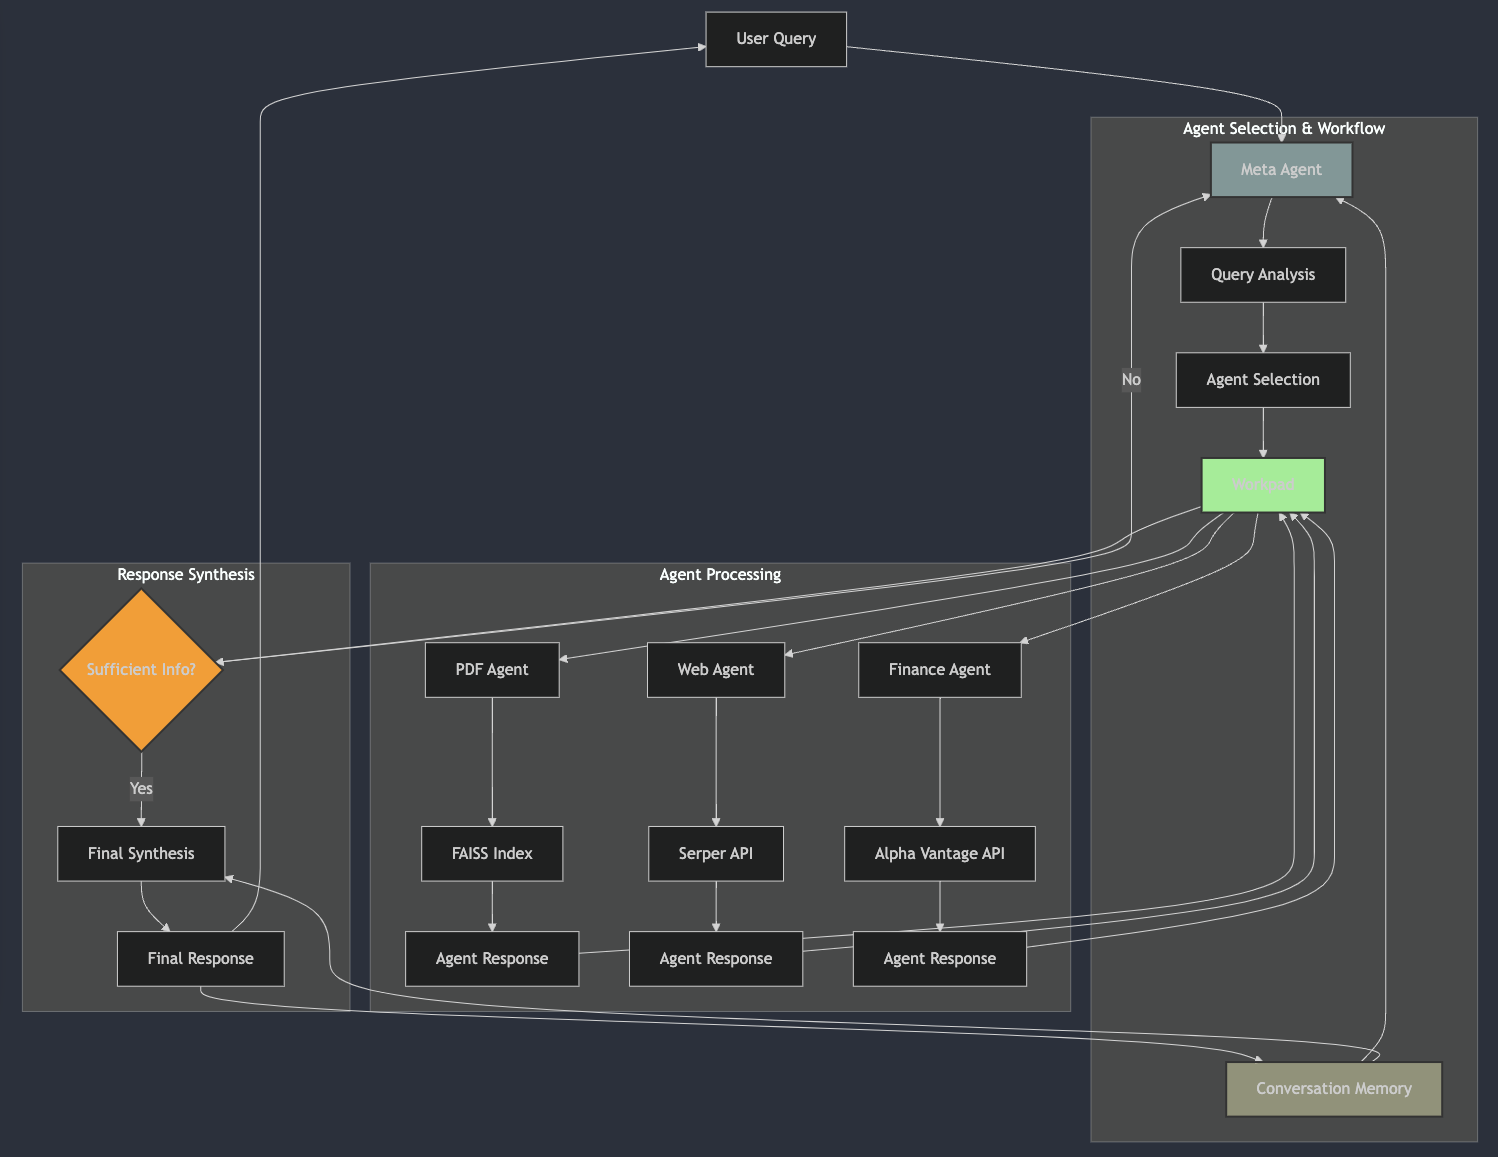 User Query
Agent Selection & Workflow
Meta Agent
Query Analysis
No
Agent Selection
Response Synthesis
Agent Processing
Sufficient Info?
PDF Agent
Web Agent
Finance Agent
Yes
Final Synthesis
FAISS Index
Serper API
Alpha Vantage API
Final Response
Agent Response
Agent Response
Agent Response
Conversation Memory